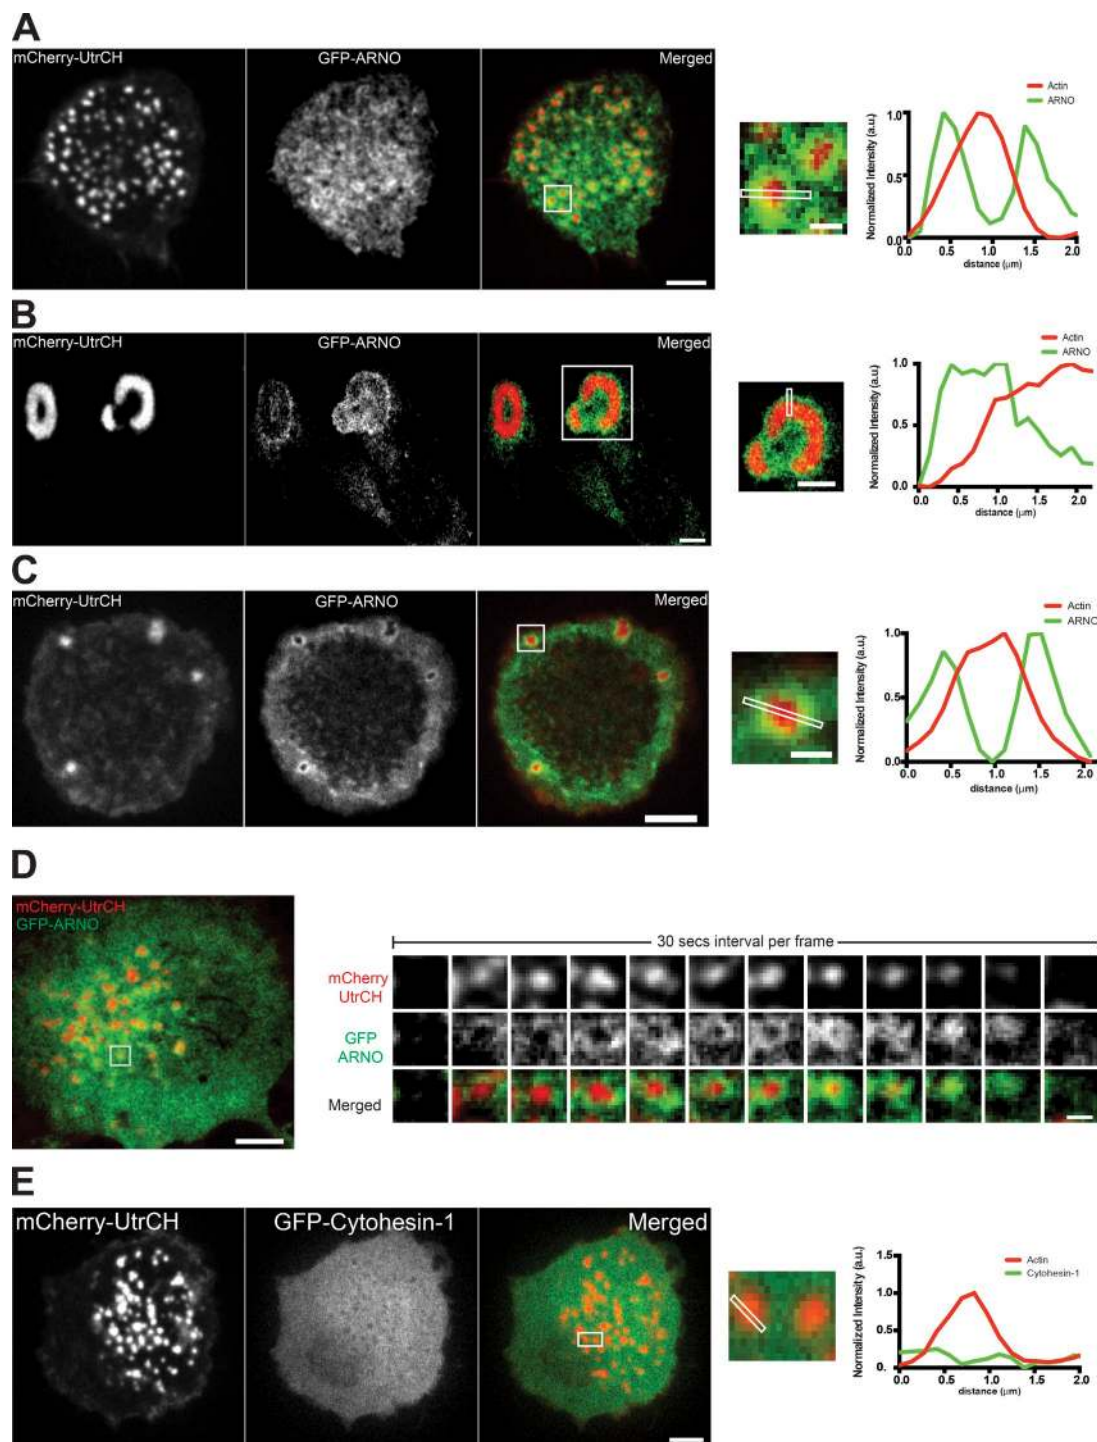 A
mCherry-UtrCH GFP-ARNO Merged
Actin
ARNO
Normalized Intensity (a.u.)
1.0
0.5
0.0
0.0 0.5 1.0 1.5 2.0
distance (μm)
B
mCherry-UtrCH GFP-ARNO Merged
Actin
ARNO
Normalized Intensity (a.u.)
1.0
0.5
0.0
0.0 1.0 2.0
distance (μm)
C
mCherry-UtrCH GFP-ARNO Merged
Actin
ARNO
Normalized Intensity (a.u.)
1.0
0.5
0.0
0.0 0.5 1.0 1.5 2.0
distance (μm)
D
mCherry-UtrCH
GFP-ARNO
30 secs interval per frame
mCherry
UtrCH
GFP
ARNO
Merged
E
mCherry-UtrCH GFP-Cytohesin-1 Merged
Actin
Cytohesin-1
Normalized Intensity (a.u.)
1.5
1.0
0.5
0.
0.0 0.5 1.0 1.5 2.0
distance (μm)